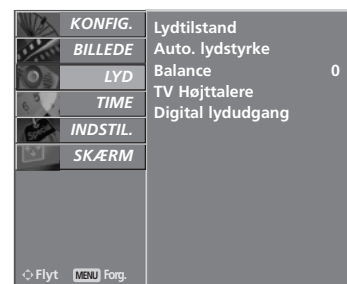 KONFIG.
BILLEDE
LYD
TIME
INDSTIL.
SKÆRM
Lydtilstand
Auto. lydstyrke
Balance 0
TV Højttalere
Digital lydudgang
Flyt MENU Forg.